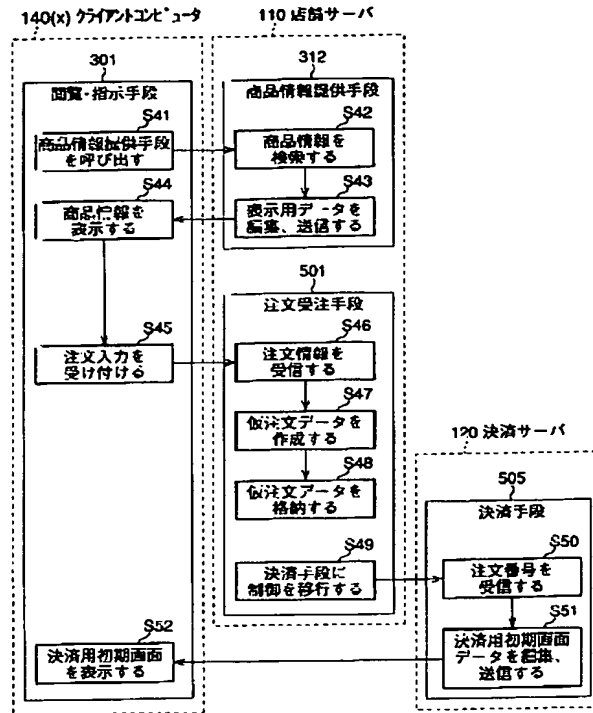 140(x) クライアントコンピュータ
110 店舗サーバ
301
閲覧・指示手段
S41
商品情報提供手段
を呼び出す
S44
商品情報を
表示する
S45
注文入力を
受け付ける
S52
決済用初期画面
を表示する
312
商品情報提供手段
S42
商品情報を
検索する
S43
表示用データを
編集、送信する
501
注文受注手段
S46
注文情報を
受信する
S47
仮注文データを
作成する
S48
仮注文データを
格納する
S49
決済手段に
制御を移行する
120 決済サーバ
505
決済手段
S50
注文番号を
受信する
S51
決済用初期画面
データを編集、
送信する